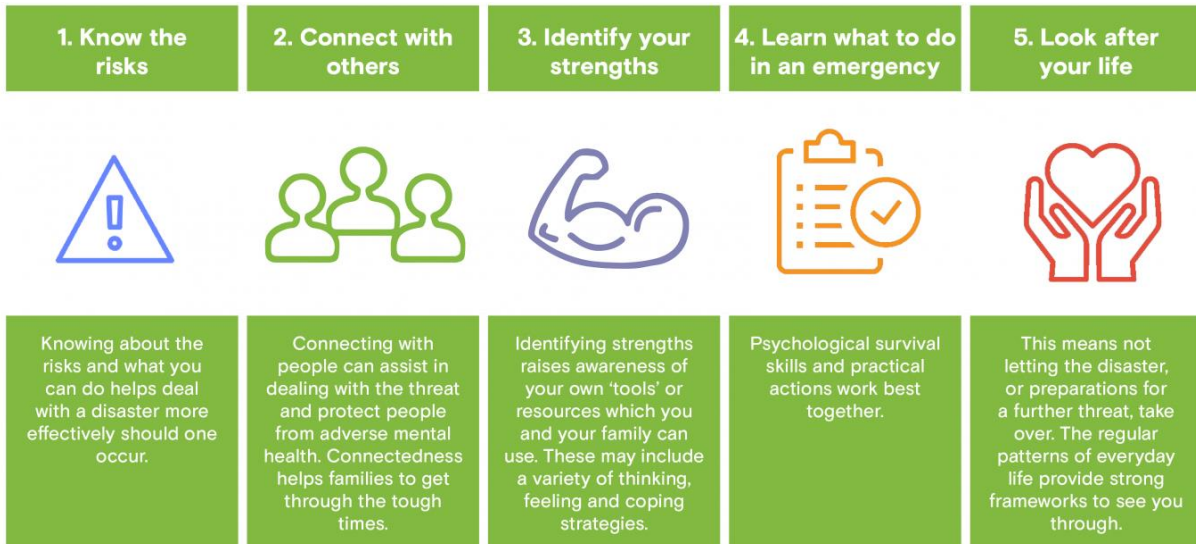 1. Know the
risks
2. Connect with
others
3. Identify your
strengths
4. Learn what to do
in an emergency
5. Look after
your life
Knowing about the
risks and what you
can do helps deal
with a disaster more
effectively should one
occur.
Connecting with
people can assist in
dealing with the threat
and protect people
from adverse mental
health. Connectedness
helps families to get
through the tough
times.
Identifying strengths
raises awareness of
your own ‘tools’ or
resources which you
and your family can
use. These may include
a variety of thinking,
feeling and coping
strategies.
Psychological survival
skills and practical
actions work best
together.
This means not
letting the disaster,
or preparations for
a further threat, take
over. The regular
patterns of everyday
life provide strong
frameworks to see you
through.